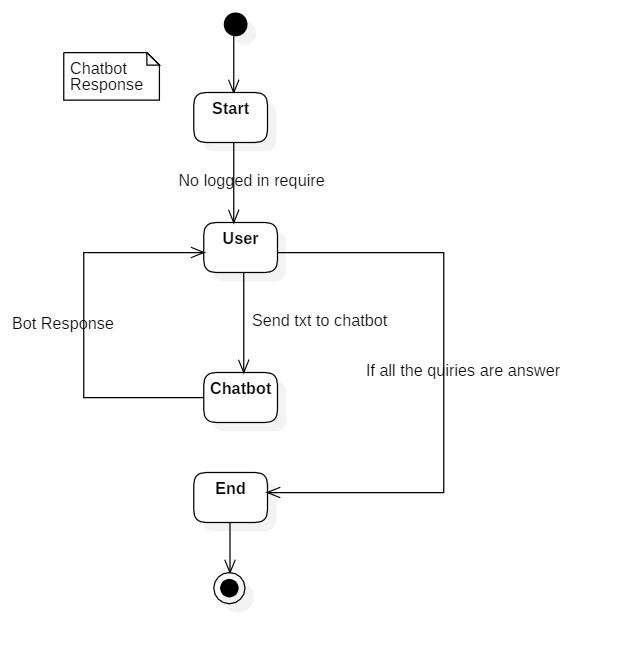 Chatbot
Response
Start
No logged in require
User
Send txt to chatbot
Bot Response
If all the quiries are answer
Chatbot
End